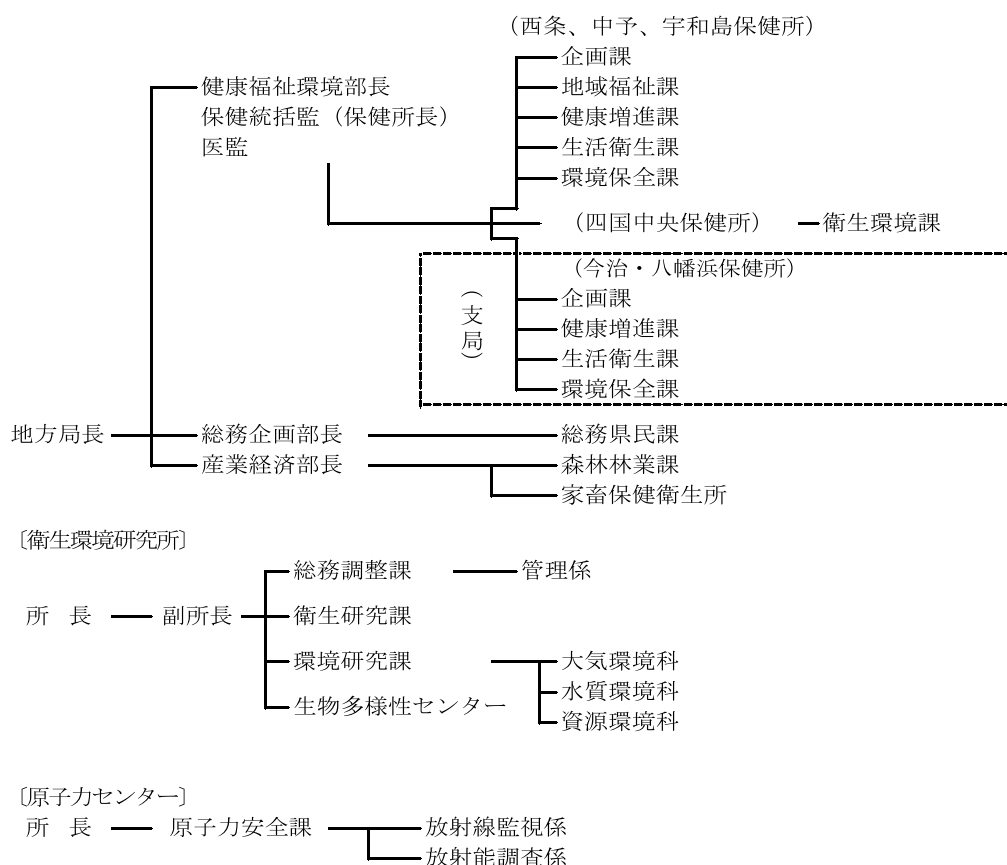 （西条、中予、宇和島保健所）
企画課
健康福祉環境部長
地域福祉課
保健統括監（保健所長）
健康増進課
医監
生活衛生課
環境保全課
（四国中央保健所）
衛生環境課
（今治・八幡浜保健所）
（支局）
企画課
健康増進課
生活衛生課
環境保全課
地方局長
総務企画部長
総務県民課
産業経済部長
森林林業課
家畜保健衛生所
〔衛生環境研究所〕
総務調整課
管理係
所　長
副所長
衛生研究課
環境研究課
大気環境科
水質環境科
生物多様性センター
資源環境科
〔原子力センター〕
所　長
原子力安全課
放射線監視係
放射能調査係